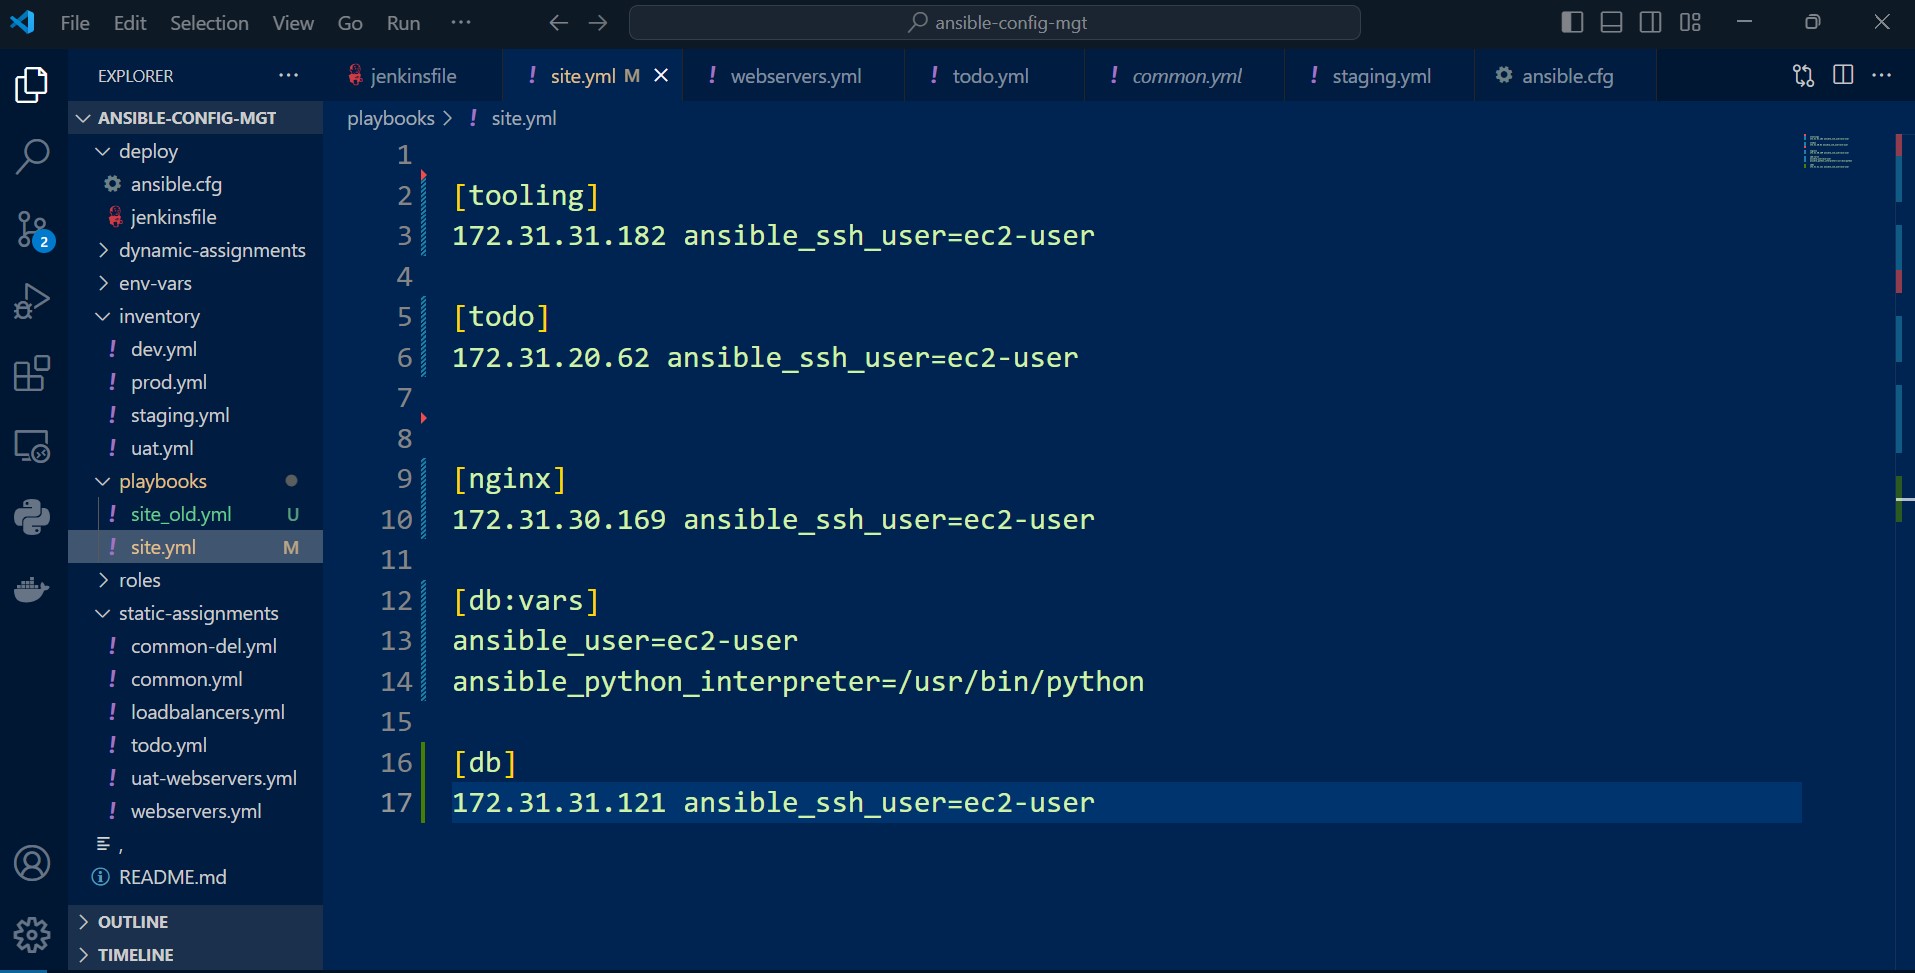 File Edit Selection View Go Run ··· ansible-config-mgt
EXPLORER ···
jenkinsfile ! site.yml M ! webservers.yml ! todo.yml ! common.yml ! staging.yml ansible.cfg ···
ANSIBLE-CONFIG-MGT
deploy
ansible.cfg
jenkinsfile
dynamic-assignments
env-vars
inventory
! dev.yml
! prod.yml
! staging.yml
! uat.yml
playbooks
! site_old.yml U
! site.yml M
roles
static-assignments
! common-del.yml
! common.yml
! loadbalancers.yml
! todo.yml
! uat-webservers.yml
! webservers.yml
,
README.md
OUTLINE
TIMELINE
2
playbooks > ! site.yml
1
2 [tooling]
3 172.31.31.182 ansible_ssh_user=ec2-user
4
5 [todo]
6 172.31.20.62 ansible_ssh_user=ec2-user
7
8
9 [nginx]
10 172.31.30.169 ansible_ssh_user=ec2-user
11
12 [db:vars]
13 ansible_user=ec2-user
14 ansible_python_interpreter=/usr/bin/python
15
16 [db]
17 172.31.31.121 ansible_ssh_user=ec2-user